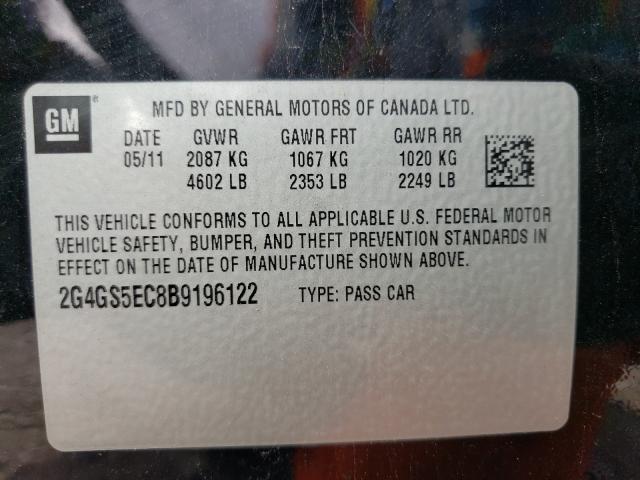 GM
MFD BY GENERAL MOTORS OF CANADA LTD.
DATE GVWR GAWR FRT GAWR RR
05/11 2087 KG 1067 KG 1020 KG
4602 LB 2353 LB 2249 LB
THIS VEHICLE CONFORMS TO ALL APPLICABLE U.S. FEDERAL MOTOR
VEHICLE SAFETY, BUMPER, AND THEFT PREVENTION STANDARDS IN
EFFECT ON THE DATE OF MANUFACTURE SHOWN ABOVE.
2G4GS5EC8B9196122 TYPE: PASS CAR